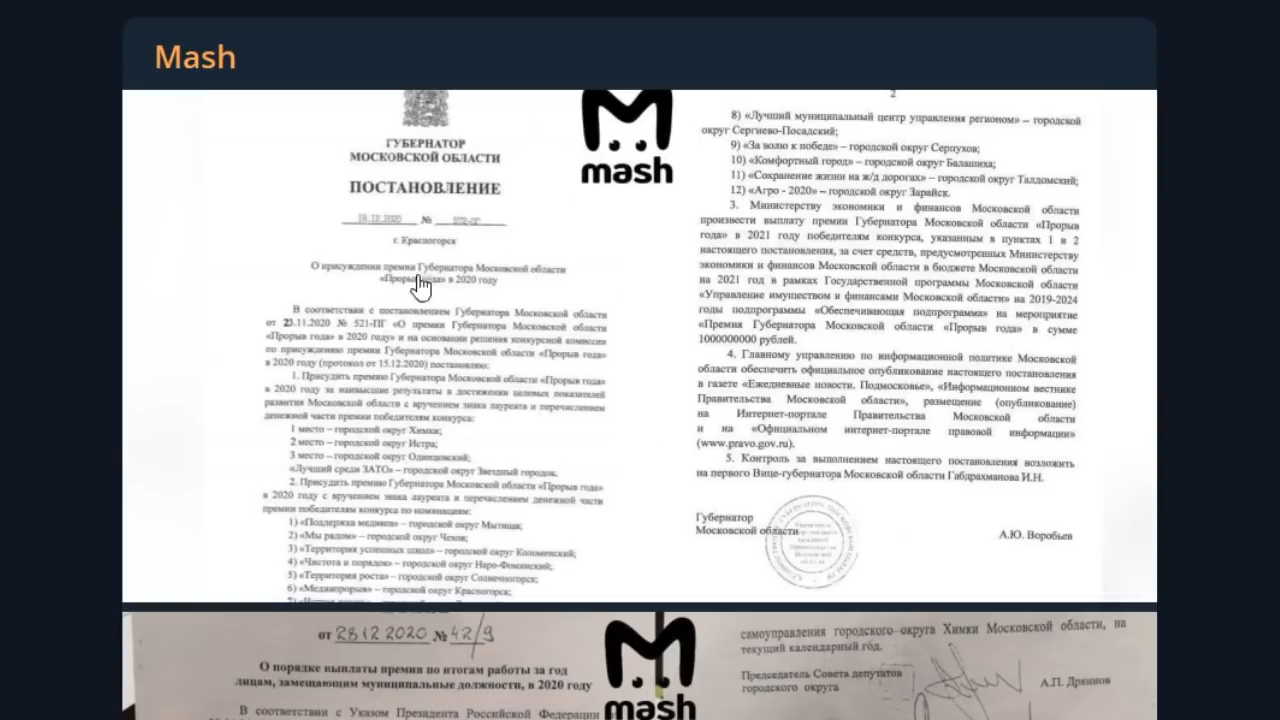 Mash
ГУБЕРНАТОР
МОСКОВСКОЙ ОБЛАСТИ
ПОСТАНОВЛЕНИЕ
18.12.2020 №
г. Красногорск
О присуждении премии Губернатора Московской области
«Прорыв года» в 2020 году
В соответствии с постановлением Губернатора Московской области
от 23.11.2020 № 521-ПГ «О премии Губернатора Московской области
«Прорыв года» в 2020 году» и на основании решения конкурсной комиссии
по присуждению премии Губернатора Московской области «Прорыв года»
в 2020 году (протокол от 15.12.2020) постановляю:
1. Присудить премию Губернатора Московской области «Прорыв года»
в 2020 году за наивысшие результаты в достижении целевых показателей
развития Московской области с вручением знака лауреата и перечислением
денежной части премии победителям конкурса:
1 место – городской округ Химки;
2 место – городской округ Истра;
3 место – городской округ Одинцовский;
«Лучший среди ЗАТО» – городской округ Звездный городок.
2. Присудить премию Губернатора Московской области «Прорыв года»
в 2020 году с вручением знака лауреата и перечислением денежной части
премии победителям конкурса по номинациям:
1) «Поддержка медиков» – городской округ Мытищи;
2) «Мы рядом» – городской округ Чехов;
3) «Территория успешных школ» – городской округ Коломенский;
4) «Чистота и порядок» – городской округ Наро-Фоминский;
5) «Территория роста» – городской округ Солнечногорск;
6) «Медиапрорыв» – городской округ Красногорск;
mash
2
8) «Лучший муниципальный центр управления регионом» – городской
округ Сергиево-Посадский;
9) «За волю к победе» – городской округ Серпухов;
10) «Комфортный город» – городской округ Балашиха;
11) «Сохранение жизни на ж/д дорогах» – городской округ Талдомский;
12) «Агро - 2020» – городской округ Зарайск.
3. Министерству экономики и финансов Московской области
произвести выплату премии Губернатора Московской области «Прорыв
года» в 2021 году победителям конкурса, указанным в пунктах 1 и 2
настоящего постановления, за счет средств, предусмотренных Министерству
экономики и финансов Московской области в бюджете Московской области
на 2021 год в рамках Государственной программы Московской области
«Управление имуществом и финансами Московской области» на 2019-2024
годы подпрограммы «Обеспечивающая подпрограмма» на мероприятие
«Премия Губернатора Московской области «Прорыв года» в сумме
1000000000 рублей.
4. Главному управлению по информационной политике Московской
области обеспечить официальное опубликование настоящего постановления
в газете «Ежедневные новости. Подмосковье», «Информационном вестнике
Правительства Московской области», размещение (опубликование)
на Интернет-портале Правительства Московской области
и на «Официальном интернет-портале правовой информации»
(www.pravo.gov.ru).
5. Контроль за выполнением настоящего постановления возложить
на первого Вице-губернатора Московской области Габдрахманова И.Н.
Губернатор
Московской области
А.Ю. Воробьев
от 28.12.2020 № 42/9
О порядке выплаты премии по итогам работы за год
лицам, замещающим муниципальные должности, в 2020 году
В соответствии с Указом Президента Российской Федерации
mash
самоуправления городского округа Химки Московской области, на
текущий календарный год.
Председатель Совета депутатов
городского округа
А.П. Дряннов